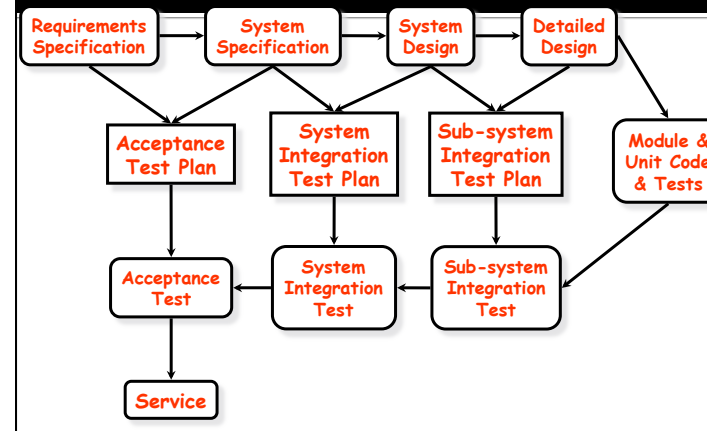 Requirements
Specification
System
Specification
System
Design
Detailed
Design
Acceptance
Test Plan
System
Integration
Test Plan
Sub-system
Integration
Test Plan
Module &
Unit Code
& Tests
Acceptance
Test
System
Integration
Test
Sub-system
Integration
Test
Service